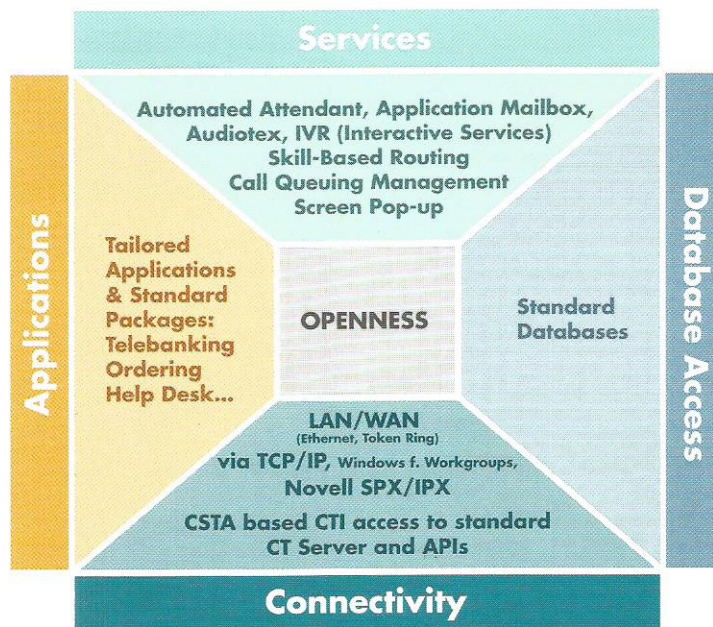 Services
Automated Attendant, Application Mailbox,
Audiotex, IVR (Interactive Services)
Skill-Based Routing
Call Queuing Management
Screen Pop-up
Applications
Tailored
Applications
& Standard
Packages:
Telebanking
Ordering
Help Desk...
OPENNESS
Standard
Databases
Database Access
LAN/WAN
(Ethernet, Token Ring)
via TCP/IP, Windows f. Workgroups,
Novell SPX/IPX
CSTA based CTI access to standard
CT Server and APIs
Connectivity